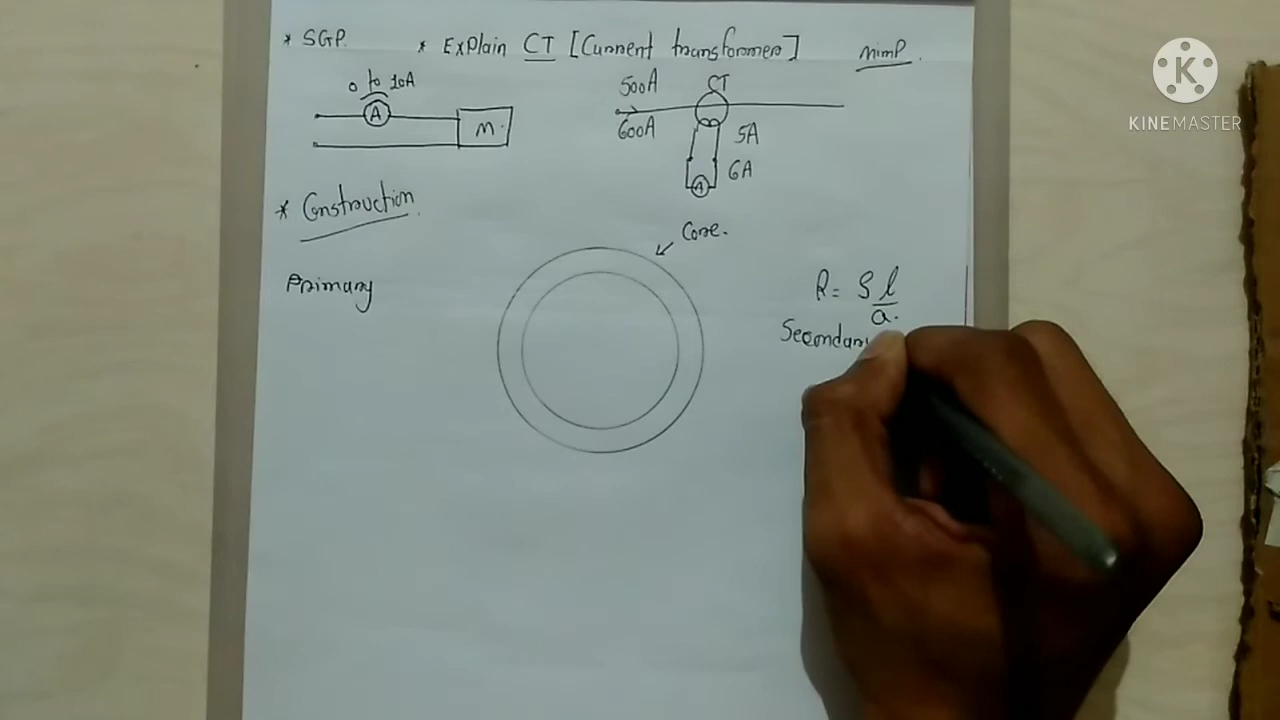 * SGP.
* Explain CT [Current transformer]
MimP.
0 to 10A
A
M
500A
CT
600A
5A
6A
A
* Construction
Core.
Primary
R = ρ l
a.
Secondary
K
KINEMASTER